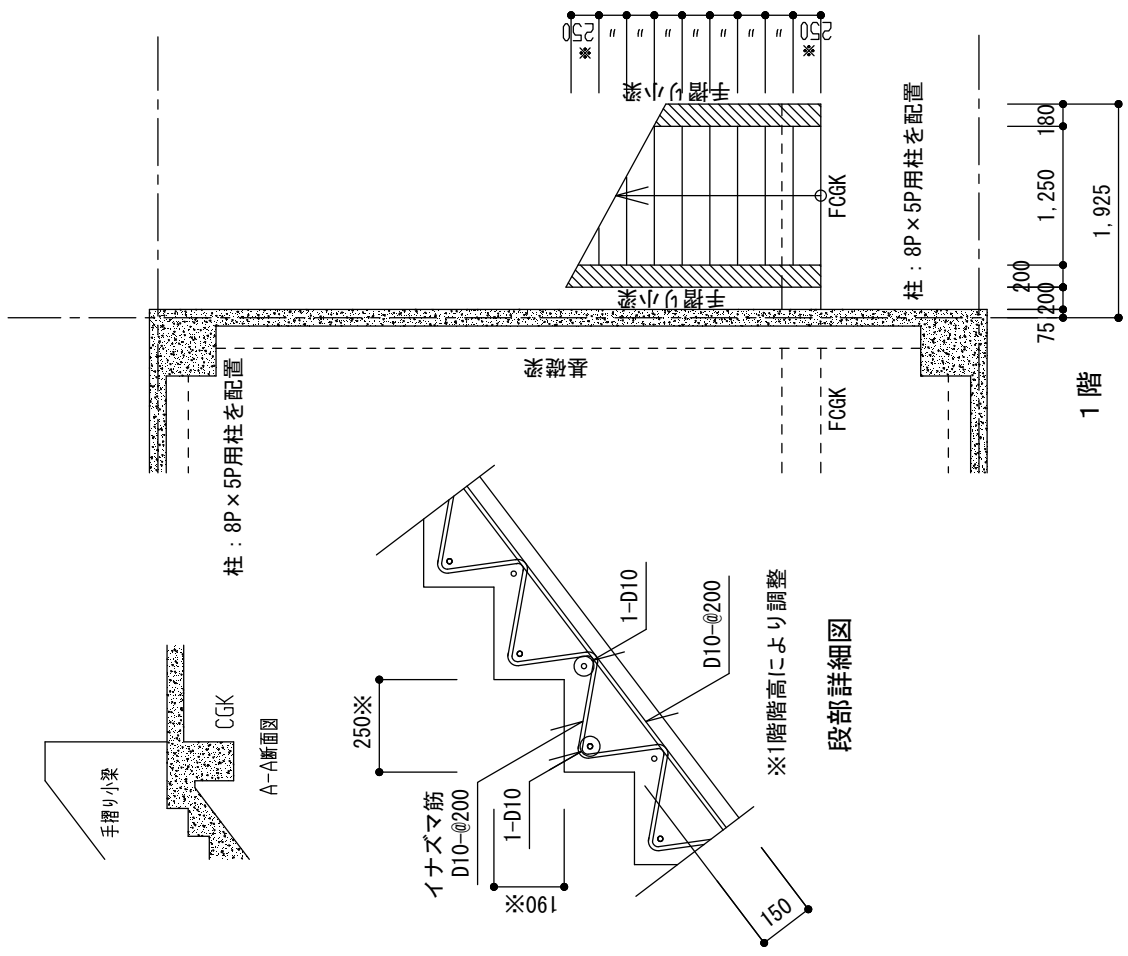 手摺り小梁
CGK
A-A断面図
柱：8P×5P用柱を配置
基礎梁
FCGK
手摺り小梁
手摺り小梁
FCGK
柱：8P×5P用柱を配置
250
※
〃
〃
〃
〃
〃
〃
〃
250
※
75
200
200
1,250
180
1,925
1階
250※
イナズマ筋
D10-@200
1-D10
190※
150
1-D10
D10-@200
※1階階高により調整
段部詳細図